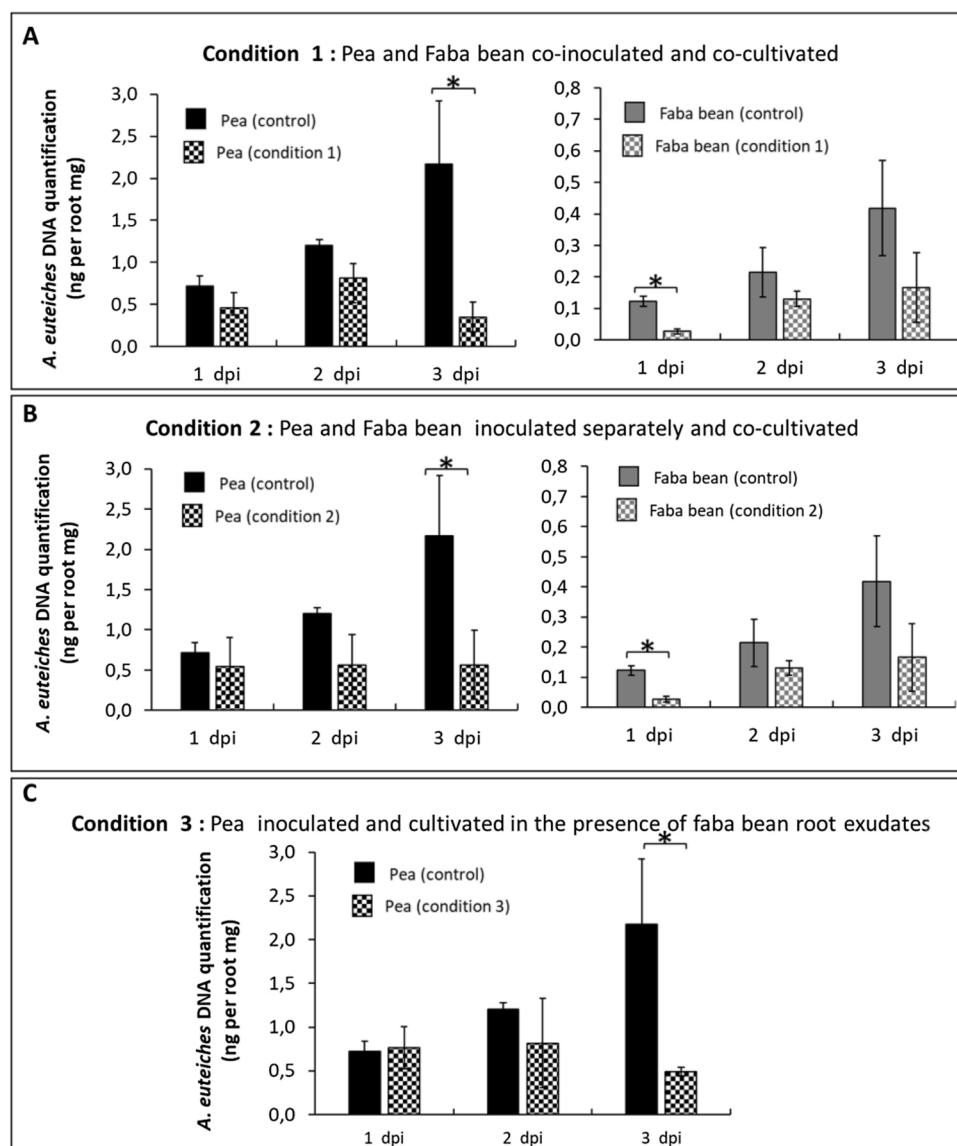 A
Condition 1 : Pea and Faba bean co-inoculated and co-cultivated
A. euteiches DNA quantification
(ng per root mg)
3,0
2,5
2,0
1,5
1,0
0,5
0,0
Pea (control)
Pea (condition 1)
*
1 dpi
2 dpi
3 dpi
0,8
0,7
0,6
0,5
0,4
0,3
0,2
0,1
0,0
Faba bean (control)
Faba bean (condition 1)
*
1 dpi
2 dpi
3 dpi
B
Condition 2 : Pea and Faba bean inoculated separately and co-cultivated
A. euteiches DNA quantification
(ng per root mg)
3,0
2,5
2,0
1,5
1,0
0,5
0,0
Pea (control)
Pea (condition 2)
*
1 dpi
2 dpi
3 dpi
0,8
0,7
0,6
0,5
0,4
0,3
0,2
0,1
0,0
Faba bean (control)
Faba bean (condition 2)
*
1 dpi
2 dpi
3 dpi
C
Condition 3 : Pea inoculated and cultivated in the presence of faba bean root exudates
A. euteiches DNA quantification
(ng per root mg)
3,0
2,5
2,0
1,5
1,0
0,5
0,0
Pea (control)
Pea (condition 3)
*
1 dpi
2 dpi
3 dpi